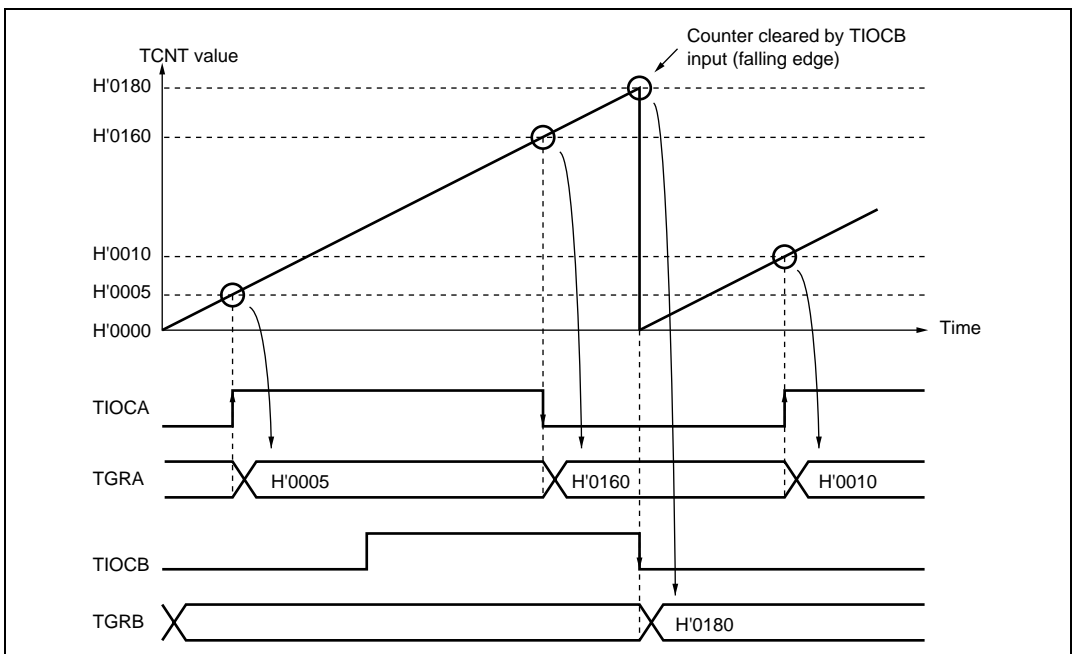 Counter cleared by TIOCB
input (falling edge)
TCNT value
H'0180
H'0160
H'0010
H'0005
H'0000
Time
TIOCA
TGRA
H'0005
H'0160
H'0010
TIOCB
TGRB
H'0180